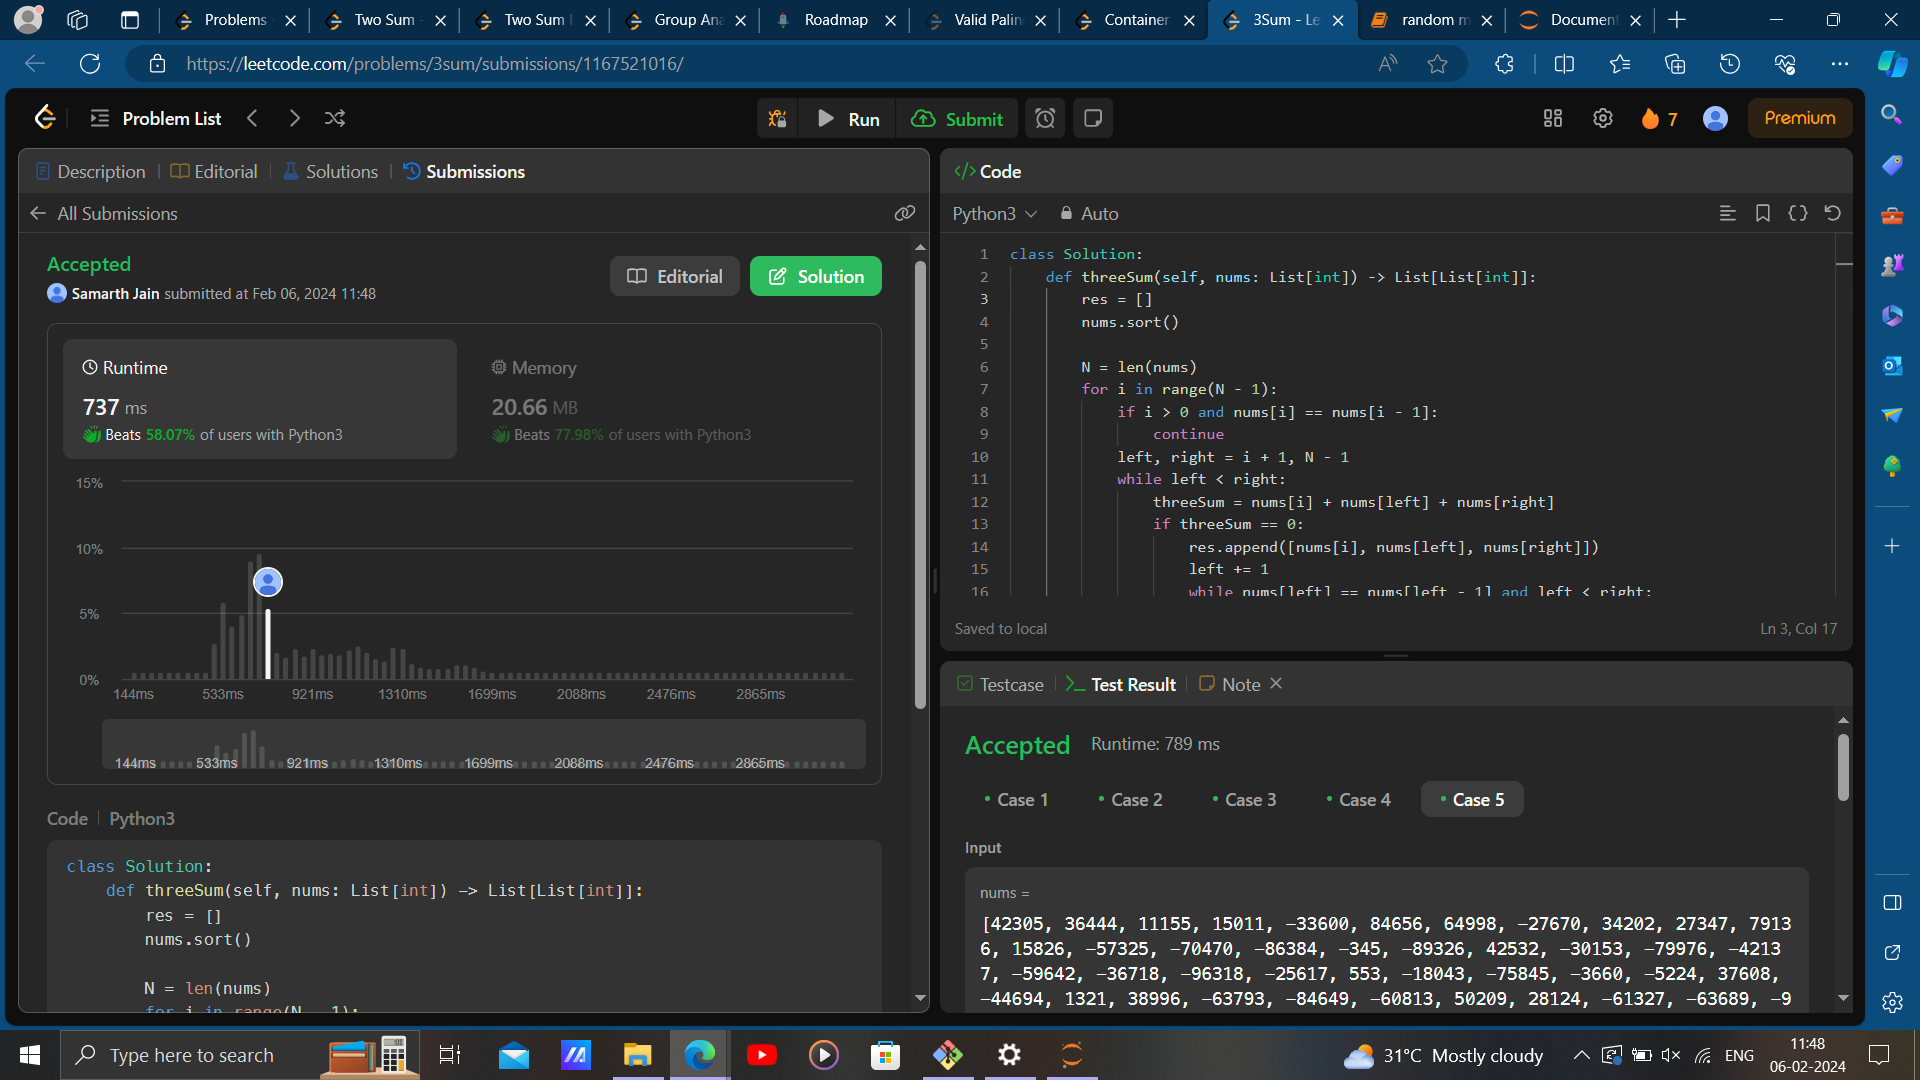 Problems
Two Sum -
Two Sum
Group Ana
Roadmap
Valid Palin
Container
3Sum - Le
random m
Document
https://leetcode.com/problems/3sum/submissions/1167521016/
Problem List
Run
Submit
7
Premium
Description
Editorial
Solutions
Submissions
All Submissions
Accepted
Samarth Jain submitted at Feb 06, 2024 11:48
Editorial
Solution
Runtime
737 ms
Beats 58.07% of users with Python3
Memory
20.66 MB
Beats 77.98% of users with Python3
15%
10%
5%
0%
144ms 533ms 921ms 1310ms 1699ms 2088ms 2476ms 2865ms
144ms 533ms 921ms 1310ms 1699ms 2088ms 2476ms 2865ms
Code | Python3
class Solution:
def threeSum(self, nums: List[int]) -> List[List[int]]:
res = []
nums.sort()
N = len(nums)
for i in range(N - 1):
</> Code
Python3
Auto
1 class Solution:
2 def threeSum(self, nums: List[int]) -> List[List[int]]:
3 res = []
4 nums.sort()
5
6 N = len(nums)
7 for i in range(N - 1):
8 if i > 0 and nums[i] == nums[i - 1]:
9 continue
10 left, right = i + 1, N - 1
11 while left < right:
12 threeSum = nums[i] + nums[left] + nums[right]
13 if threeSum == 0:
14 res.append([nums[i], nums[left], nums[right]])
15 left += 1
16 while nums[left] == nums[left - 1] and left < right:
Saved to local
Ln 3, Col 17
Testcase
Test Result
Note
Accepted Runtime: 789 ms
• Case 1 • Case 2 • Case 3 • Case 4 • Case 5
Input
nums =
[42305, 36444, 11155, 15011, -33600, 84656, 64998, -27670, 34202, 27347, 7913
6, 15826, -57325, -70470, -86384, -345, -89326, 42532, -30153, -79976, -4213
7, -59642, -36718, -96318, -25617, 553, -18043, -75845, -3660, -5224, 37608,
-44694, 1321, 38996, -63793, -84649, -60813, 50209, 28124, -61327, -63689, -9
Type here to search
31°C Mostly cloudy
ENG
11:48
06-02-2024